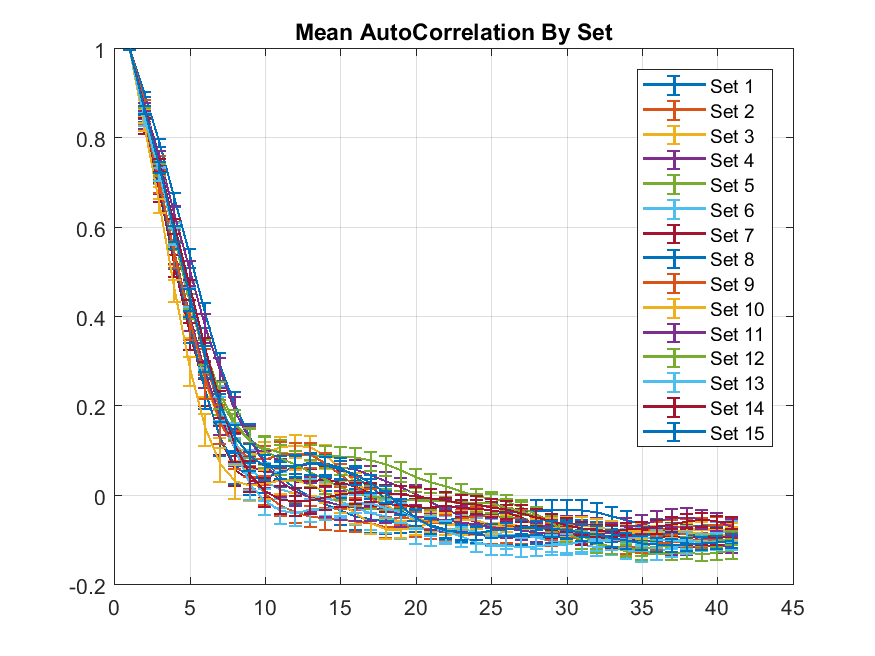 Mean AutoCorrelation By Set
1
0.8
0.6
0.4
0.2
0
-0.2
0 5 10 15 20 25 30 35 40 45
Set 1
Set 2
Set 3
Set 4
Set 5
Set 6
Set 7
Set 8
Set 9
Set 10
Set 11
Set 12
Set 13
Set 14
Set 15